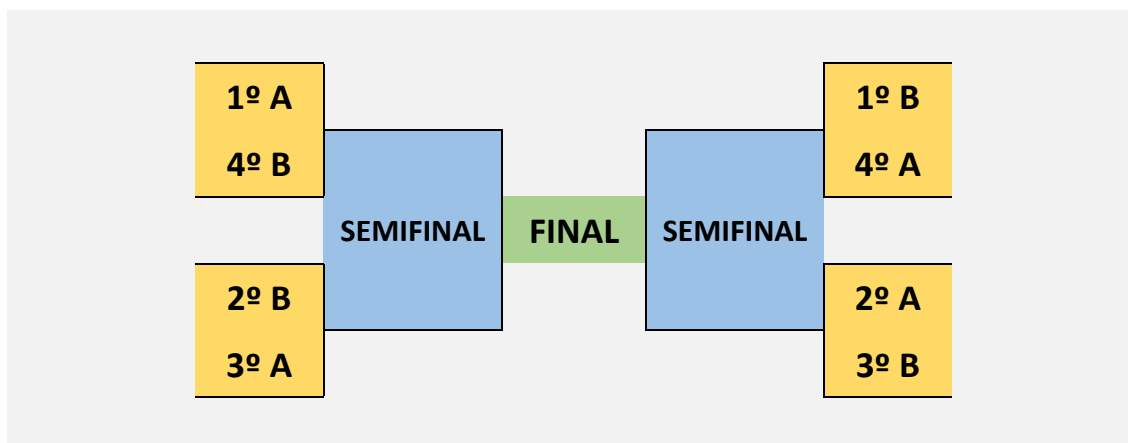 1º A
4º B
2º B
3º A
SEMIFINAL
FINAL
SEMIFINAL
1º B
4º A
2º A
3º B